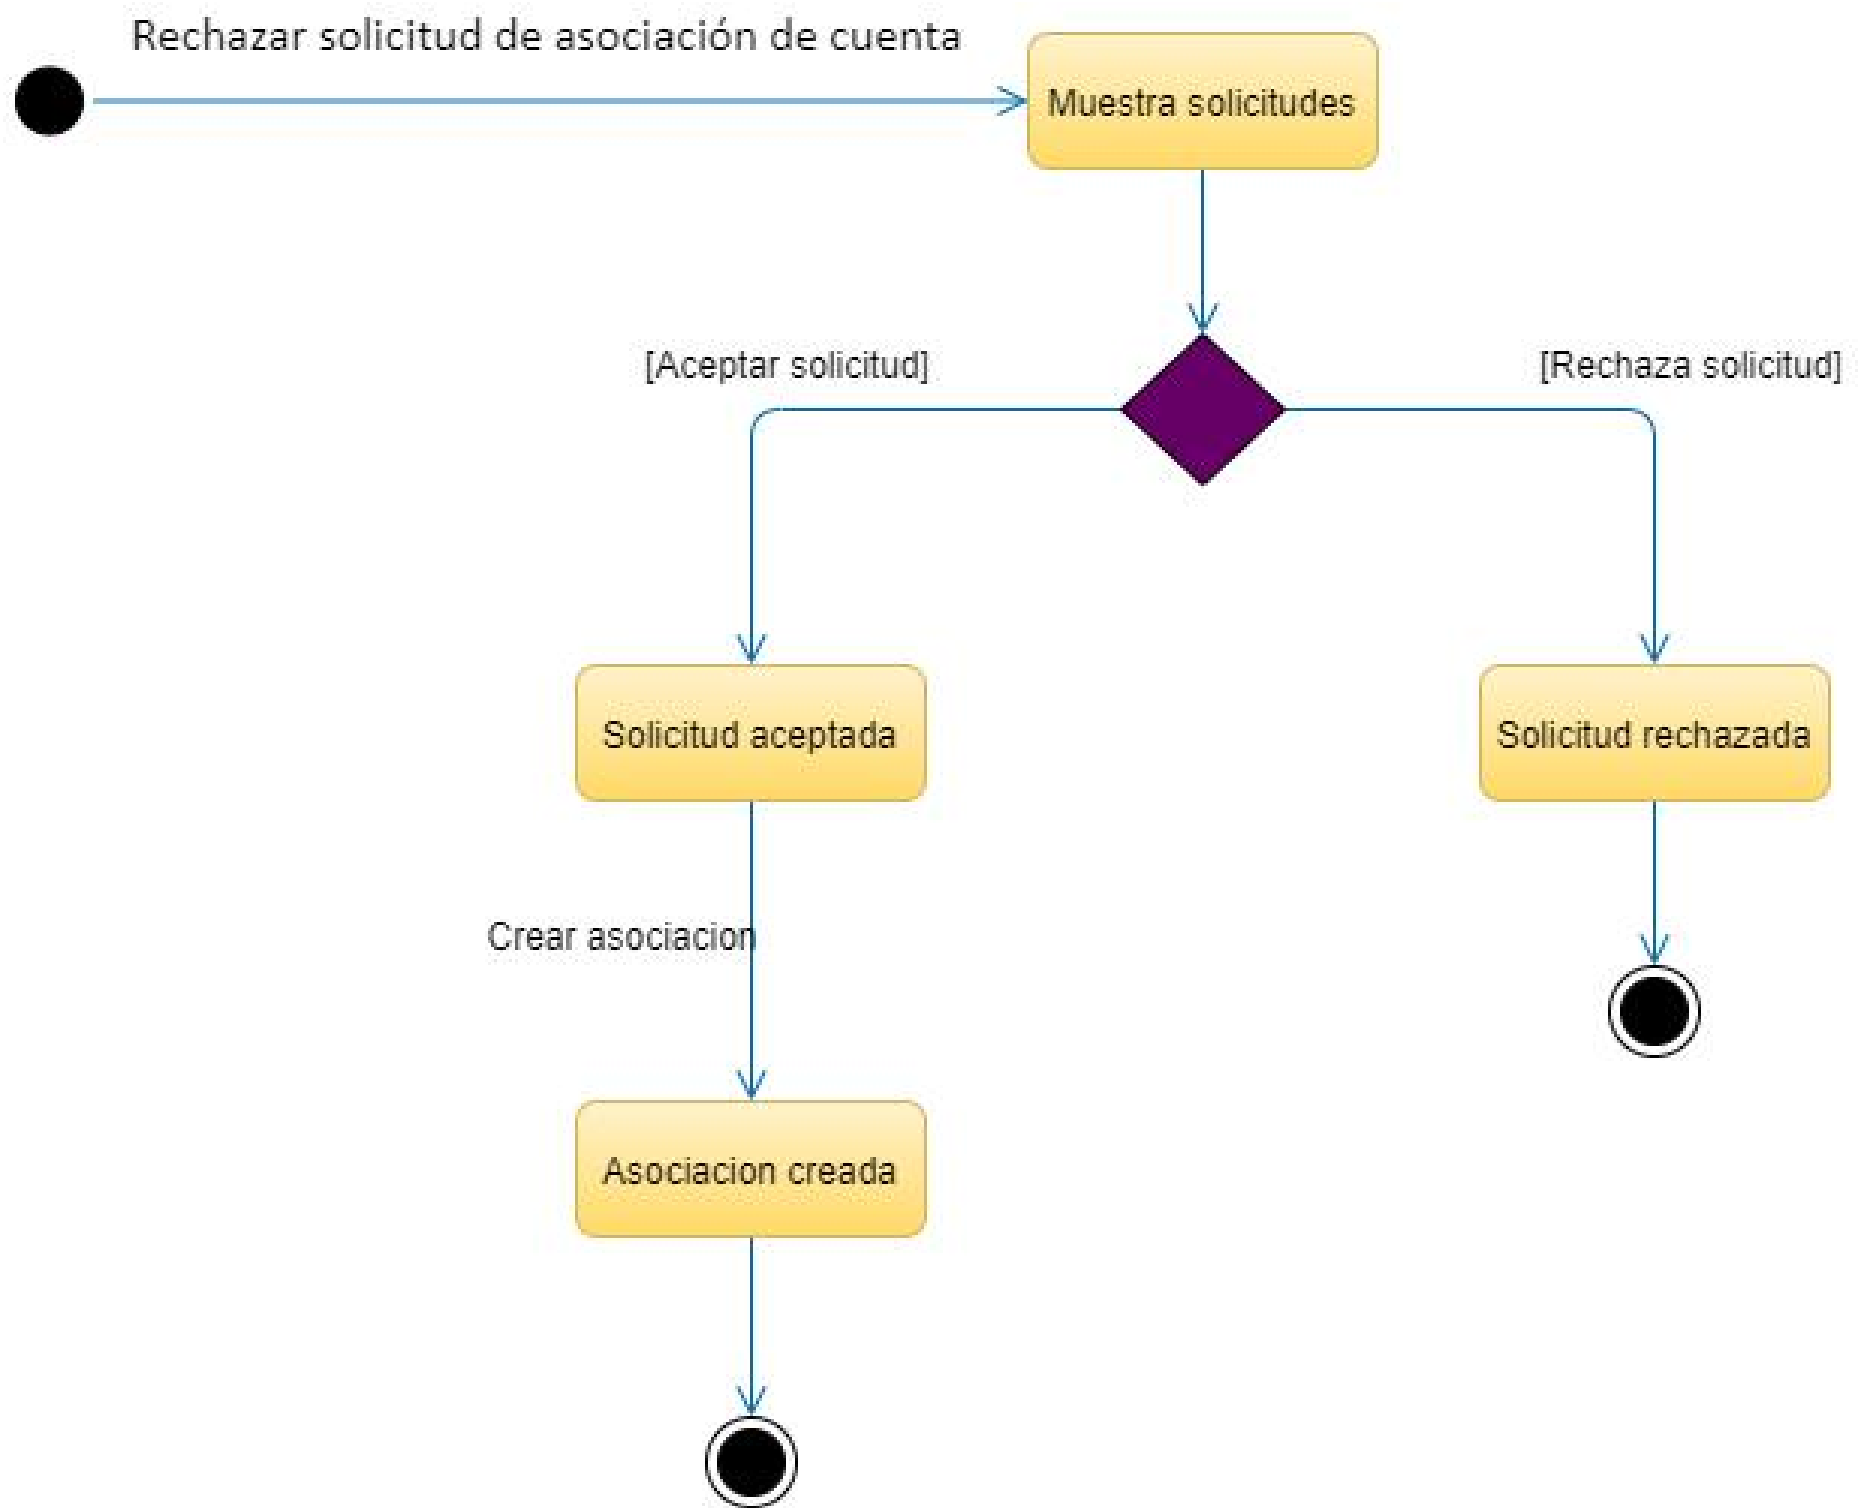 Rechazar solicitud de asociación de cuenta
Muestra solicitudes
[Aceptar solicitud]
[Rechaza solicitud]
Solicitud aceptada
Solicitud rechazada
Crear asociacion
Asociacion creada